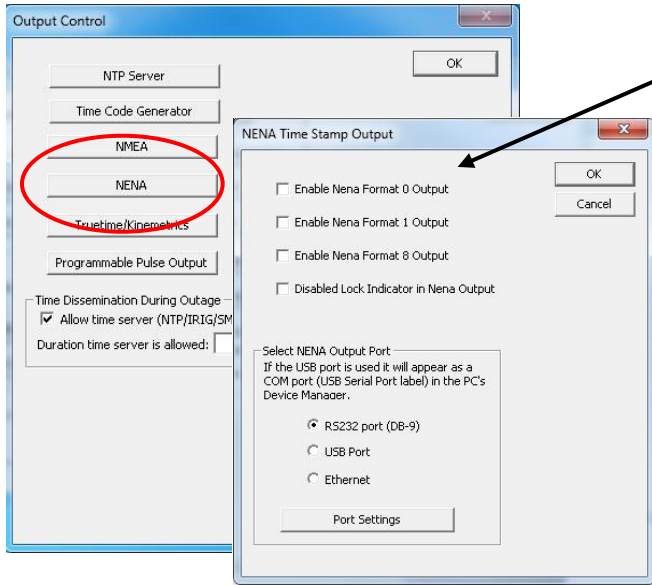 Output Control
OK
NTP Server
Time Code Generator
NMEA
NENA
Truetime/Kinemetrics
Programmable Pulse Output
Time Dissemination During Outage
Allow time server (NTP/IRIG/SM
Duration time server is allowed:
NENA Time Stamp Output
OK
Cancel
Enable Nena Format 0 Output
Enable Nena Format 1 Output
Enable Nena Format 8 Output
Disabled Lock Indicator in Nena Output
Select NENA Output Port
If the USB port is used it will appear as a
COM port (USB Serial Port label) in the PC's
Device Manager.
RS232 port (DB-9)
USB Port
Ethernet
Port Settings